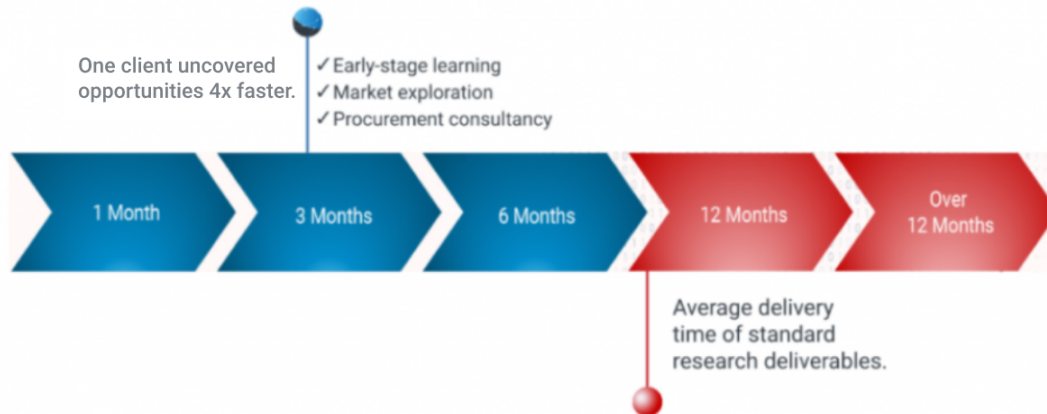 One client uncovered
opportunities 4x faster.
✓Early-stage learning
✓Market exploration
✓Procurement consultancy
1 Month
3 Months
6 Months
12 Months
Over
12 Months
Average delivery
time of standard
research deliverables.